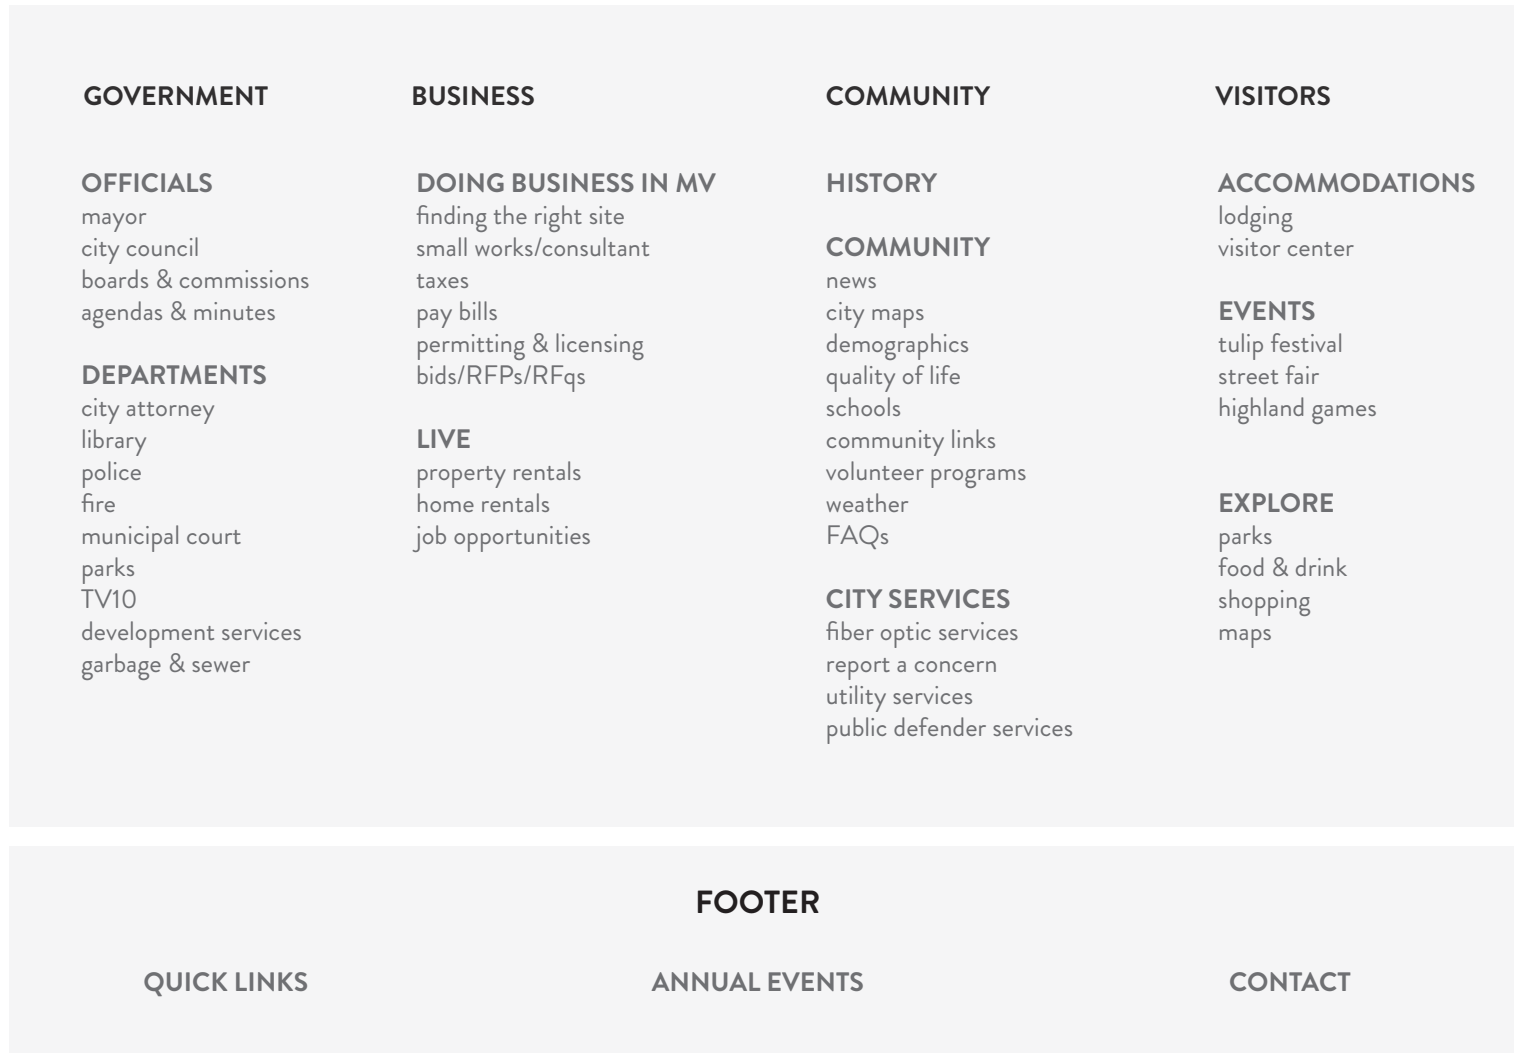 GOVERNMENT
OFFICIALS
mayor
city council
boards & commissions
agendas & minutes
DEPARTMENTS
city attorney
library
police
fire
municipal court
parks
TV10
development services
garbage & sewer
BUSINESS
DOING BUSINESS IN MV
finding the right site
small works/consultant
taxes
pay bills
permitting & licensing
bids/RFPs/RFqs
LIVE
property rentals
home rentals
job opportunities
COMMUNITY
HISTORY
COMMUNITY
news
city maps
demographics
quality of life
schools
community links
volunteer programs
weather
FAQs
CITY SERVICES
fiber optic services
report a concern
utility services
public defender services
VISITORS
ACCOMMODATIONS
lodging
visitor center
EVENTS
tulip festival
street fair
highland games
EXPLORE
parks
food & drink
shopping
maps
FOOTER
QUICK LINKS
ANNUAL EVENTS
CONTACT